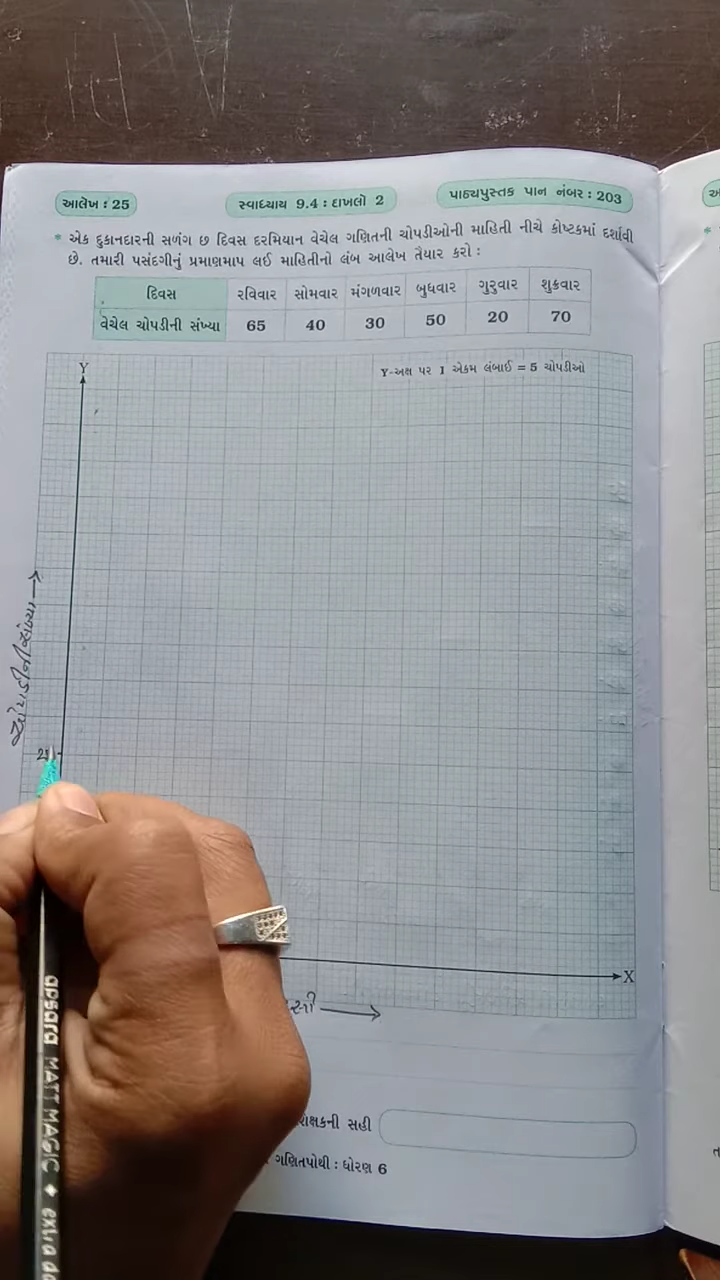 આલેખ : 25
સ્વાધ્યાય 9.4 : દાખલો 2
પાઠ્યપુસ્તક પાન નંબર : 203
* એક દુકાનદારની સળંગ છ દિવસ દરમિયાન વેચેલ ગણિતની ચોપડીઓની માહિતી નીચે કોષ્ટકમાં દર્શાવી
છે. તમારી પસંદગીનું પ્રમાણમાપ લઈ માહિતીનો લંબ આલેખ તૈયાર કરો :
દિવસ રવિવાર સોમવાર મંગળવાર બુધવાર ગુરુવાર શુક્રવાર
વેચેલ ચોપડીની સંખ્યા 65 40 30 50 20 70
Y
Y-અક્ષ પર 1 એકમ લંબાઈ = 5 ચોપડીઓ
ચોપડીની સંખ્યા
X
ક્ષકની સહી
ગણિતપોથી : ધોરણ 6
apsara MATT MAGIC extra da